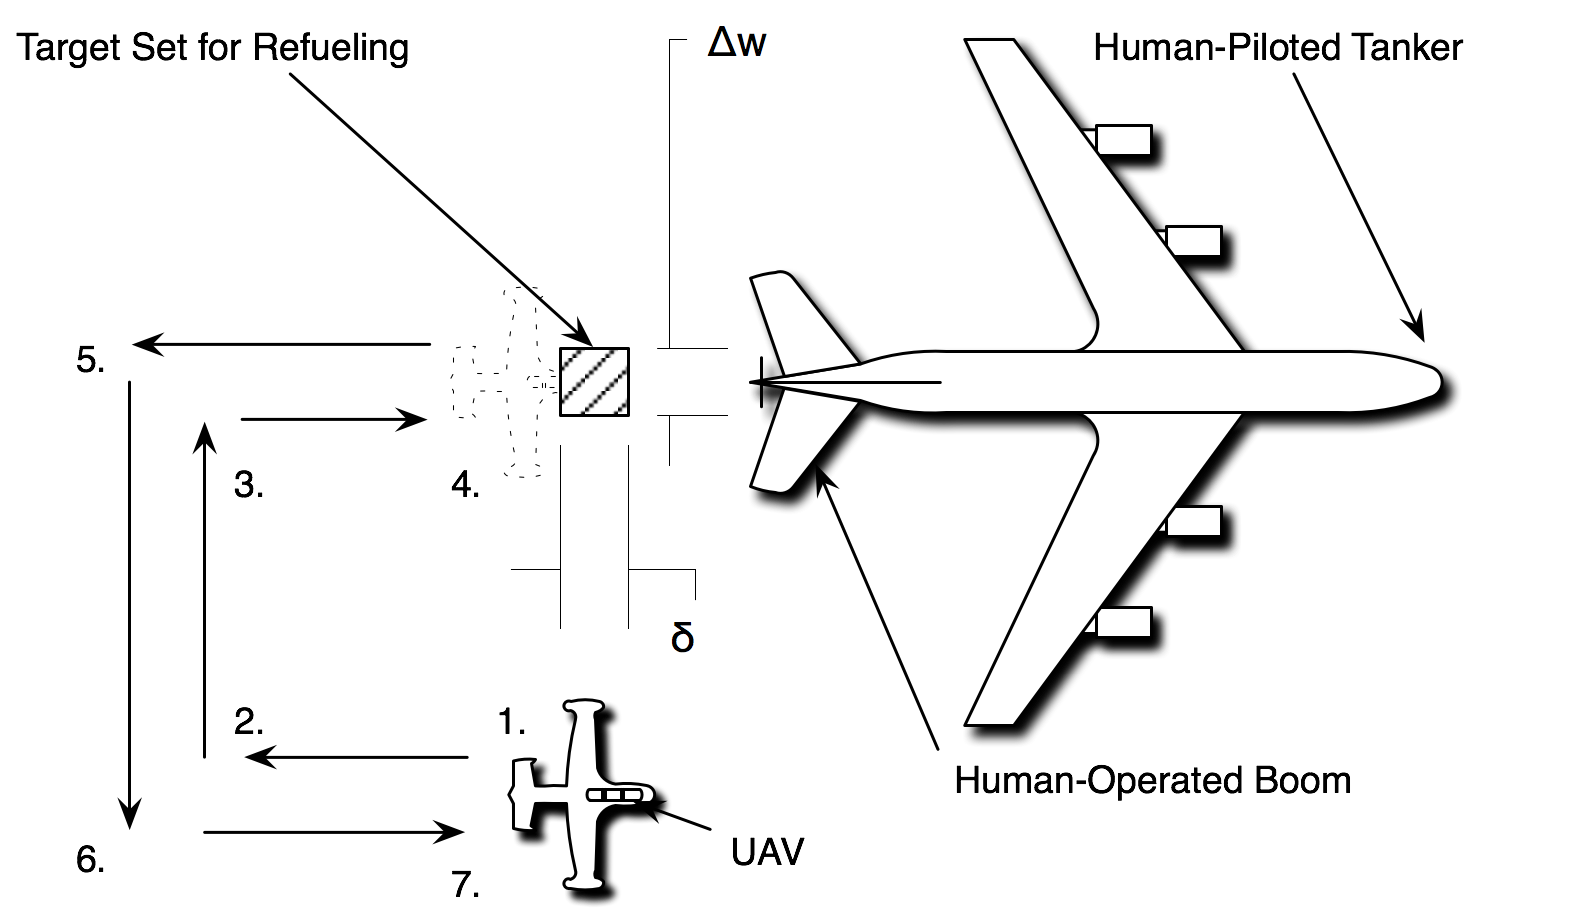 Target Set for Refueling
Δw
Human-Piloted Tanker
5.
3.
4.
δ
2.
1.
Human-Operated Boom
UAV
6.
7.